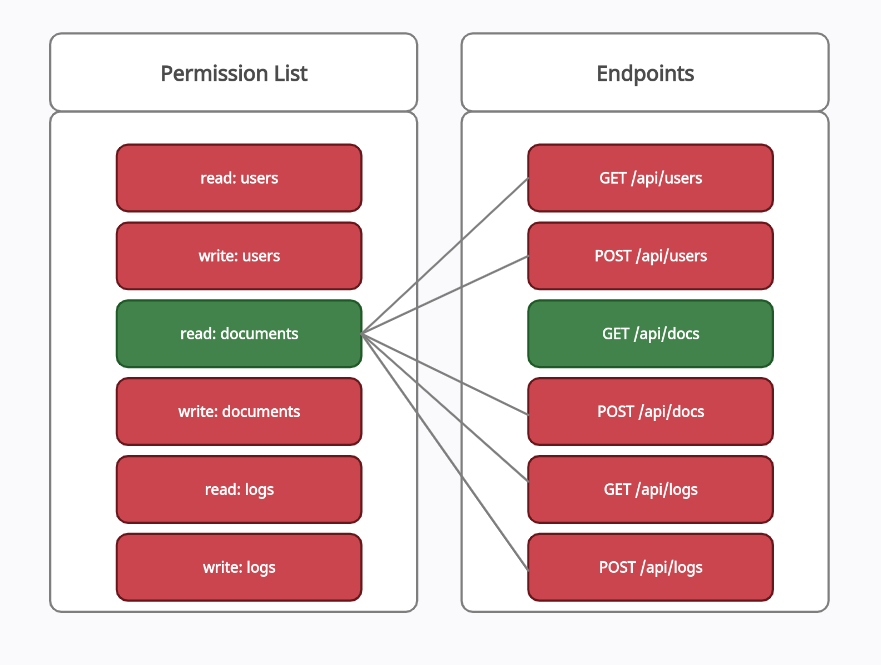 Permission List
read: users
write: users
read: documents
write: documents
read: logs
write: logs
Endpoints
GET /api/users
POST /api/users
GET /api/docs
POST /api/docs
GET /api/logs
POST /api/logs